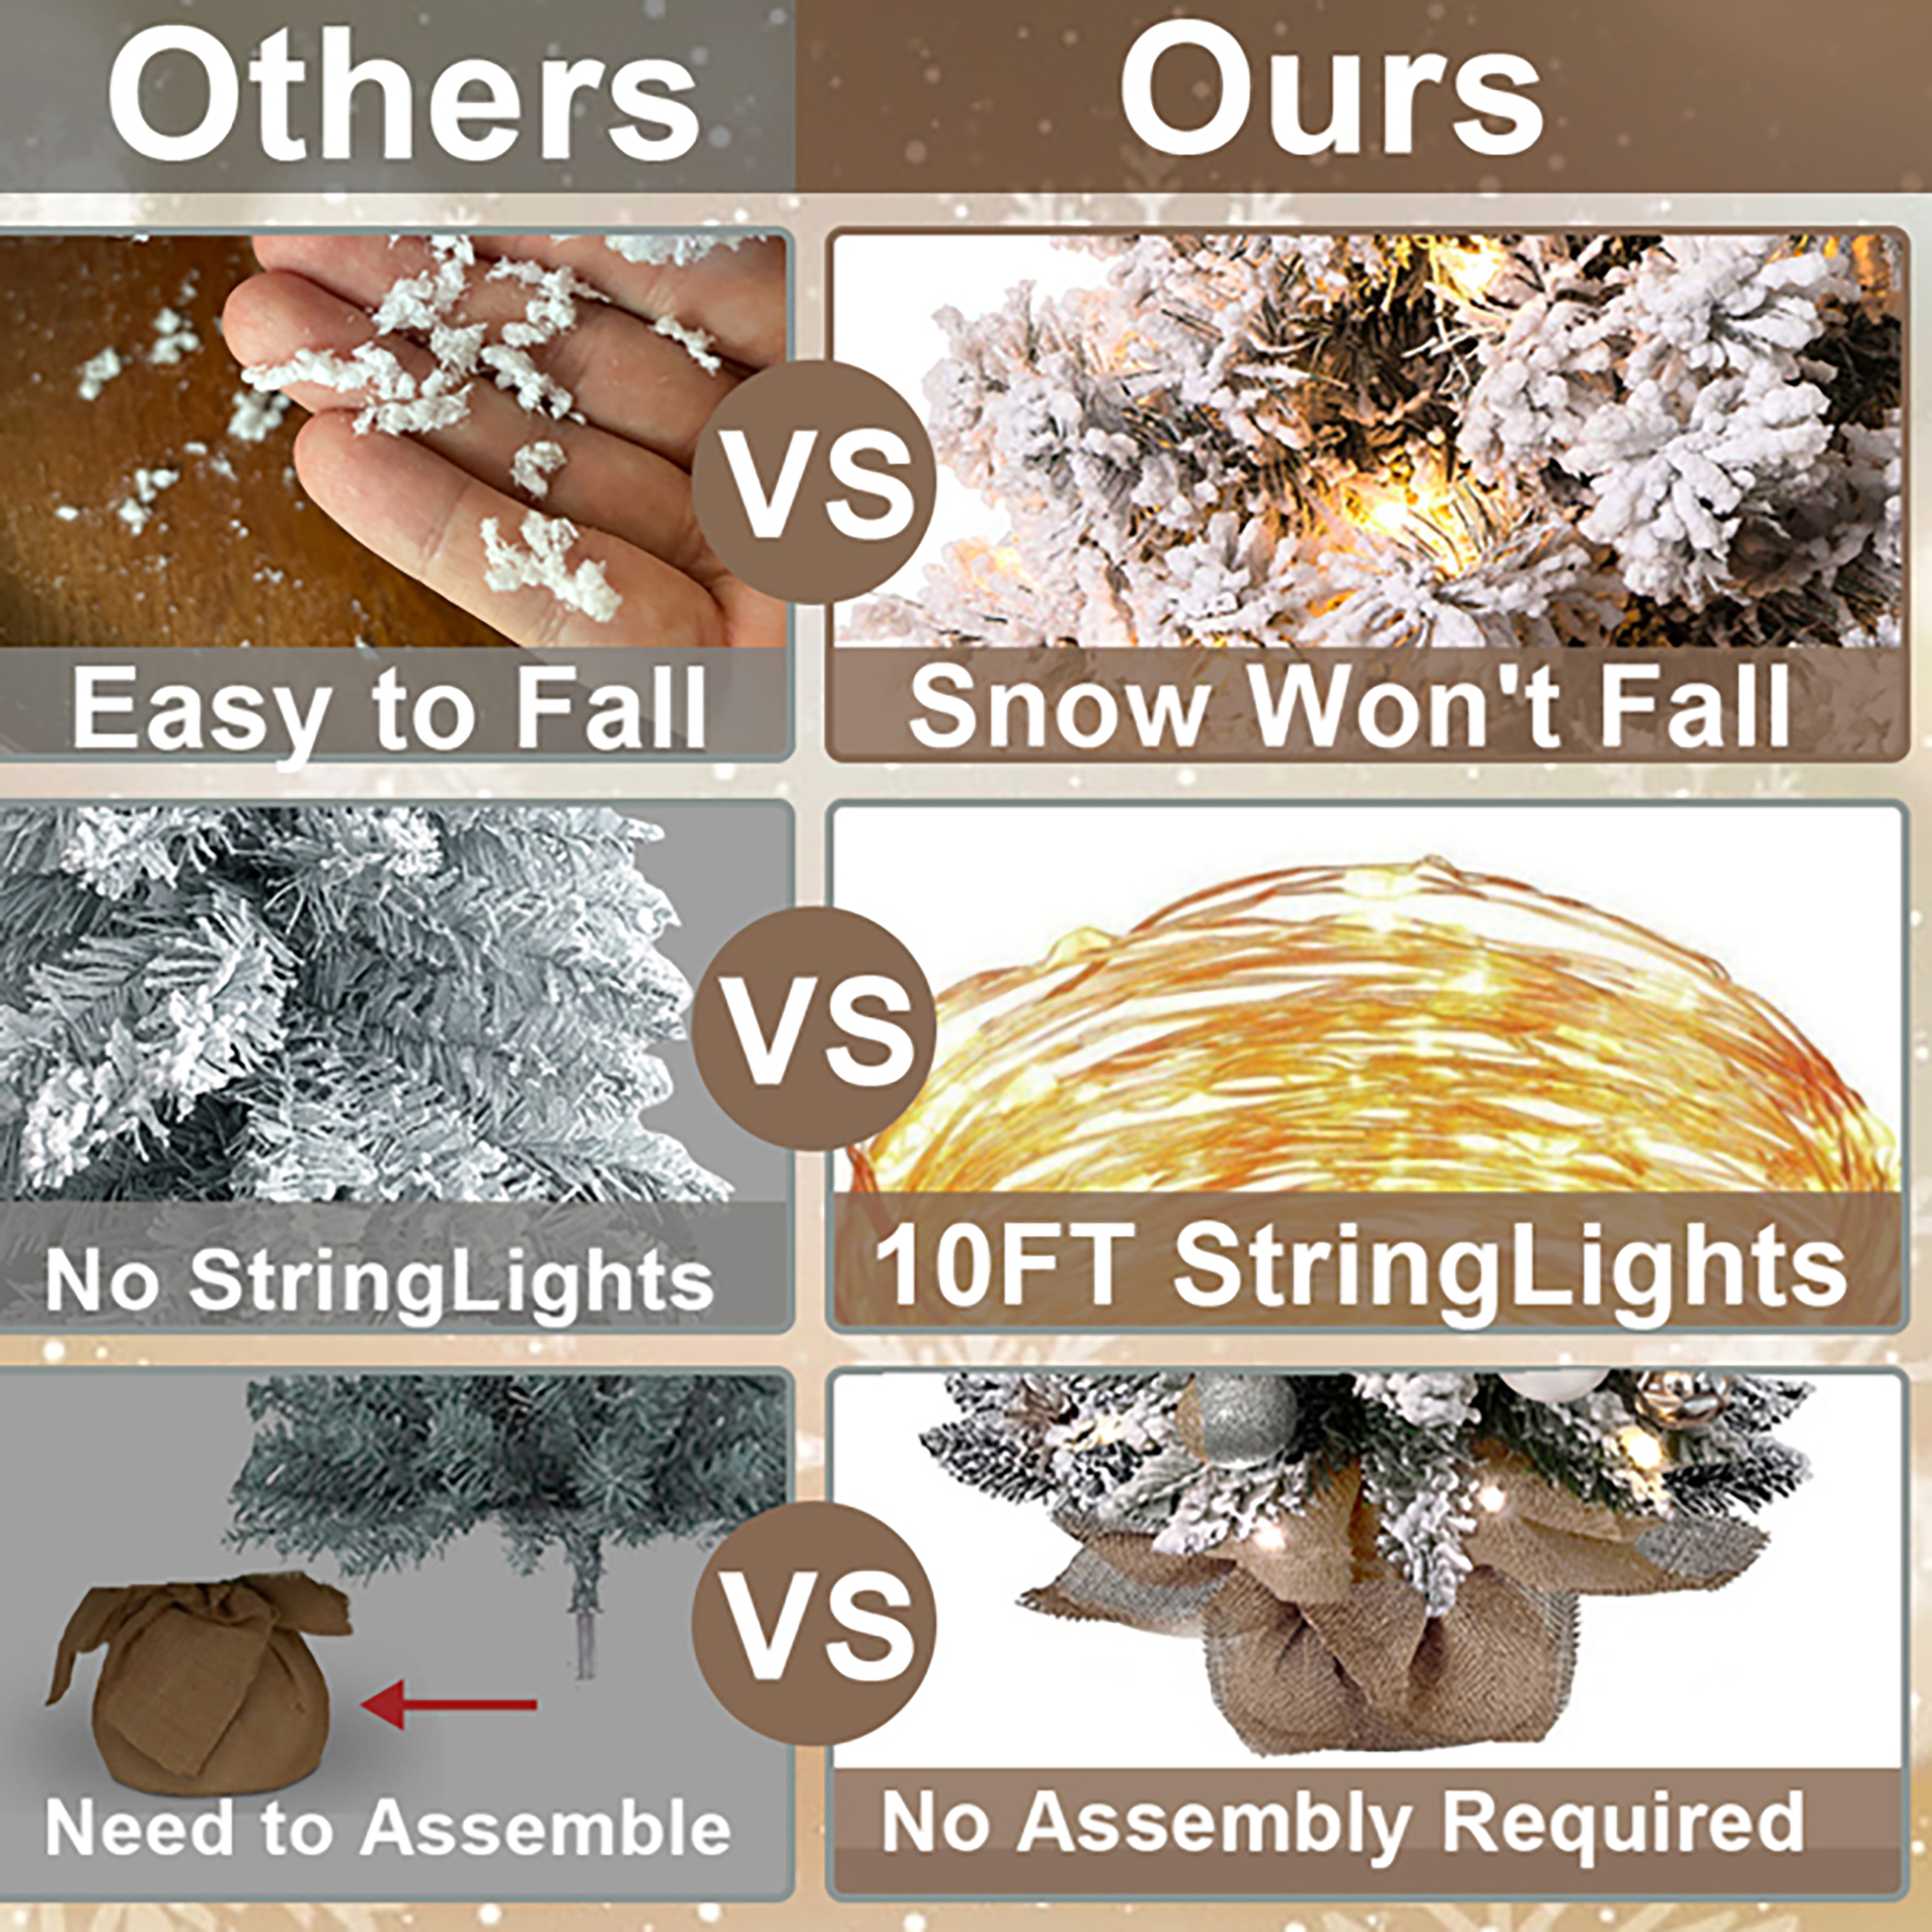 Others
Ours
Easy to Fall
VS
Snow Won't Fall
No StringLights
VS
10FT StringLights
Need to Assemble
VS
No Assembly Required